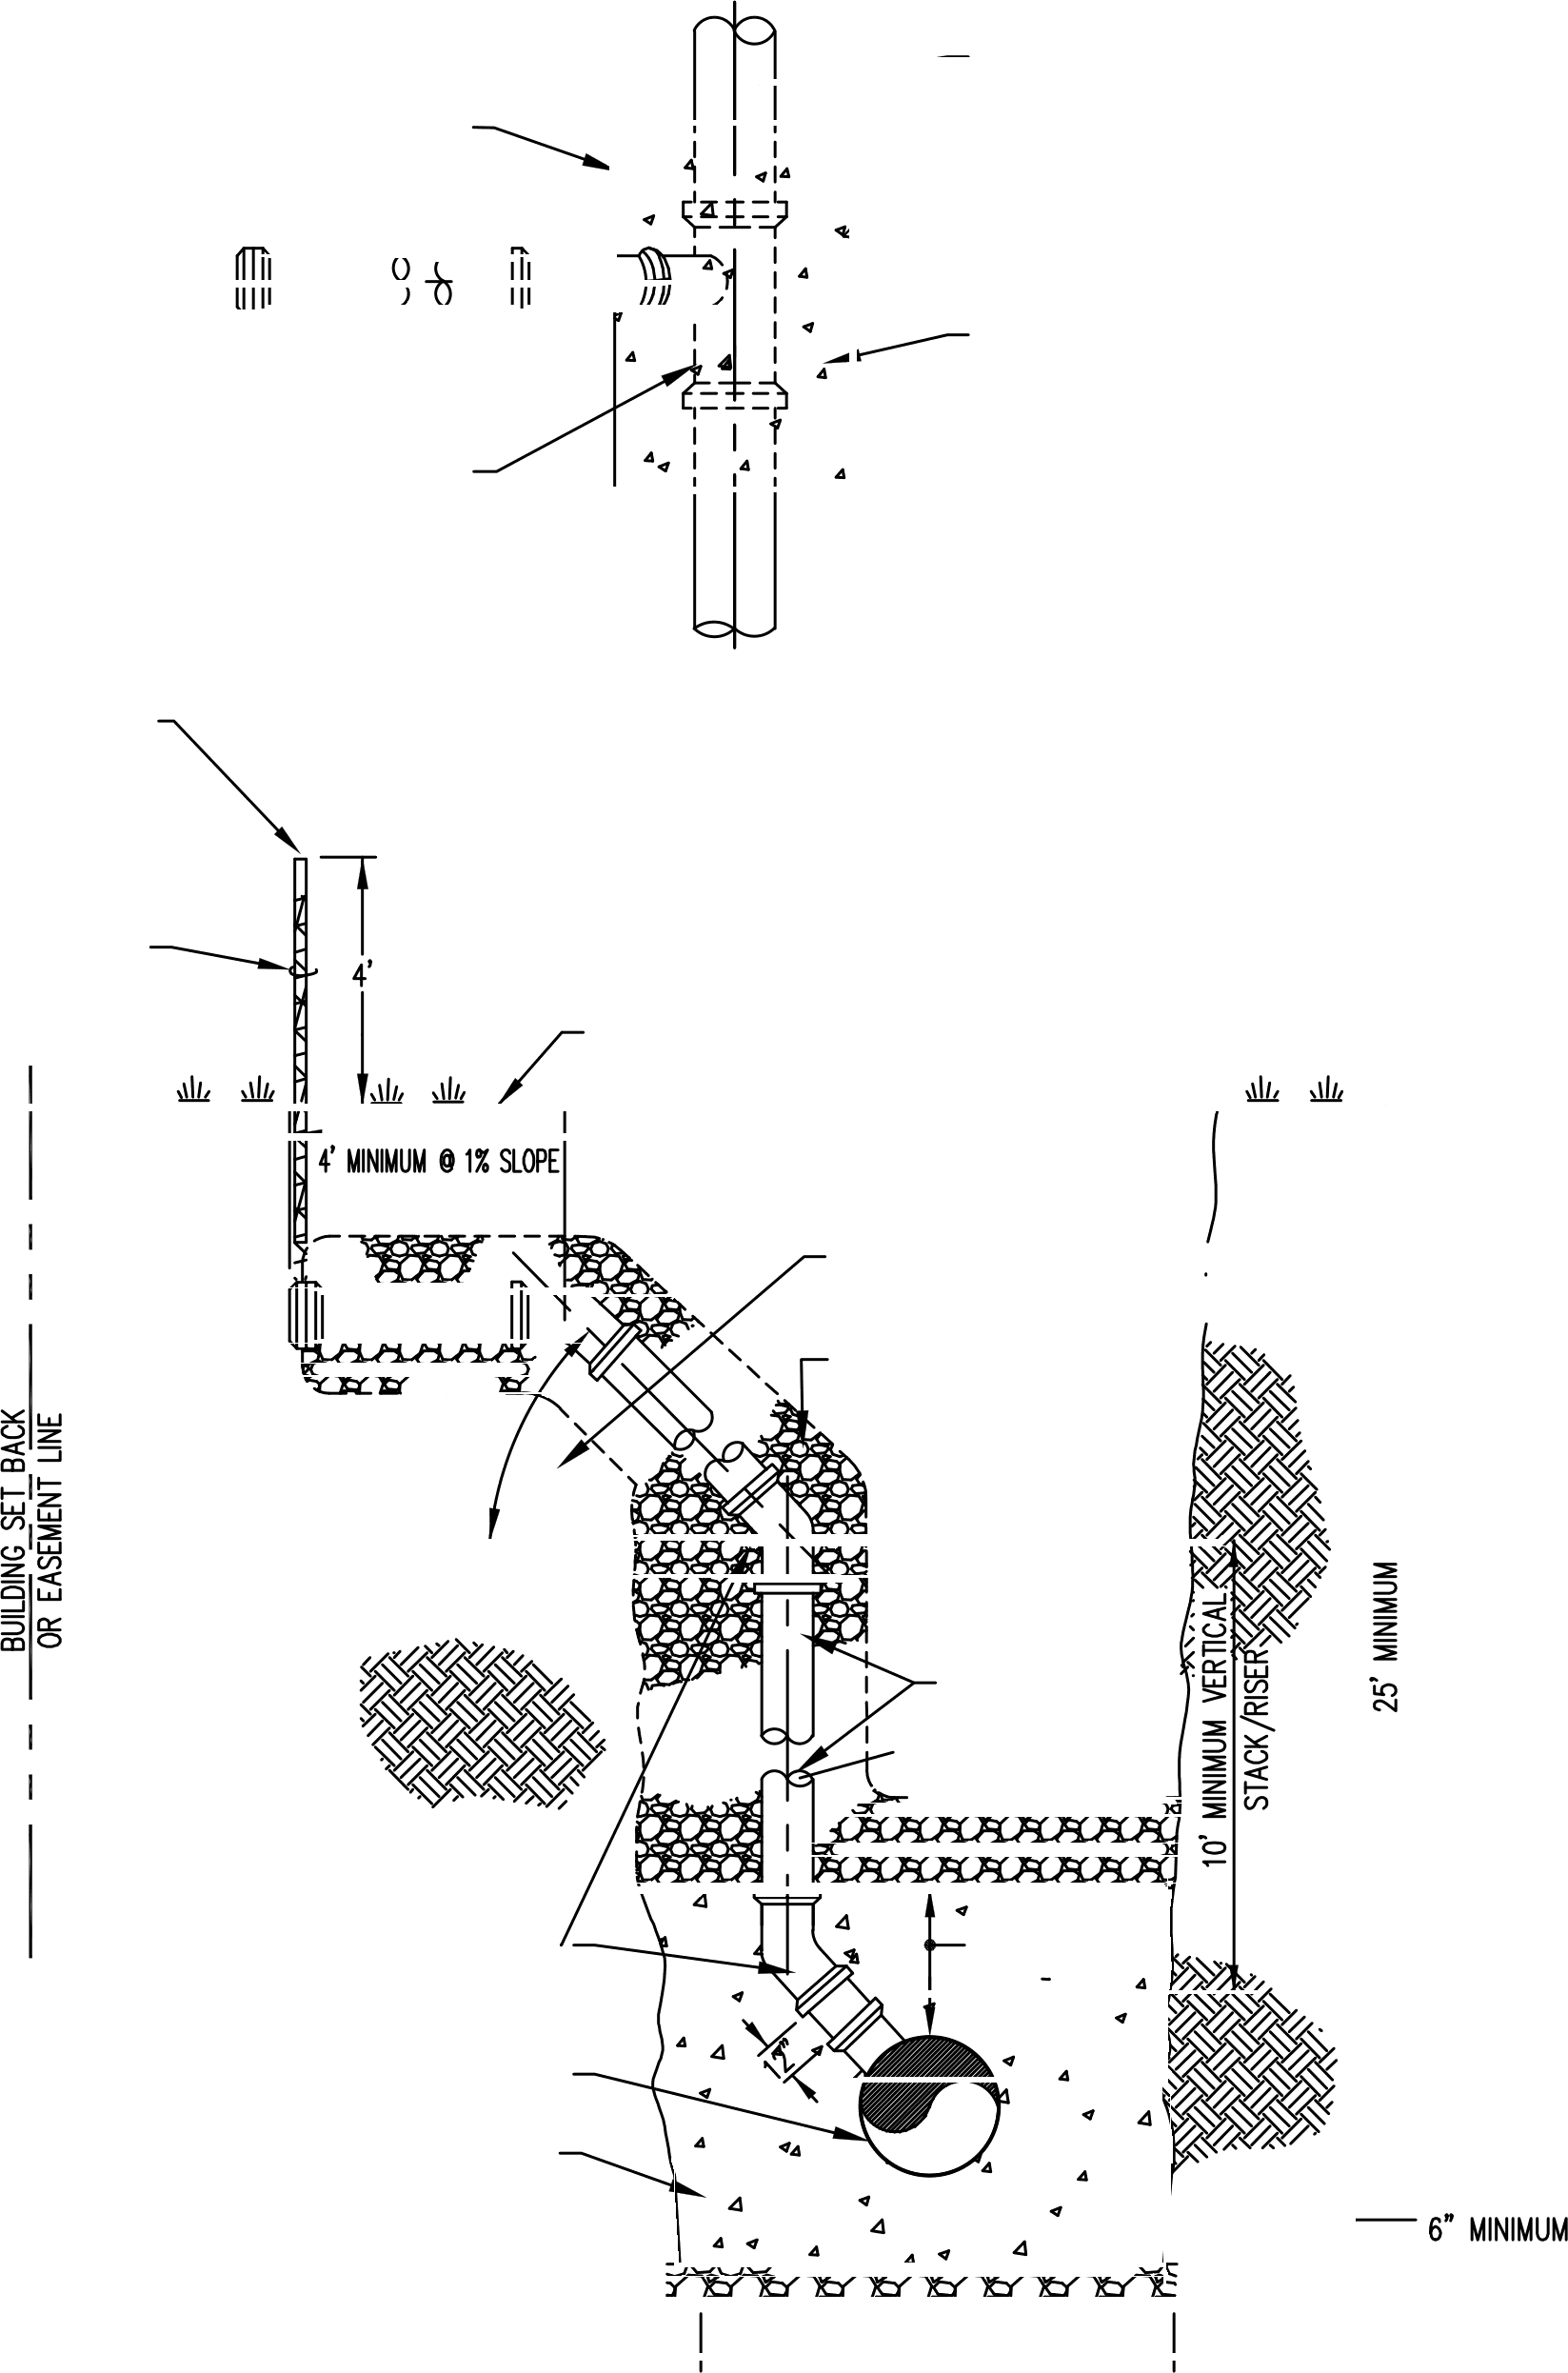 4'
4' MINIMUM @ 1% SLOPE
BUILDING SET BACK
OR EASEMENT LINE
10' MINIMUM VERTICAL
STACK/RISER
25' MINIMUM
12"
6" MINIMUM